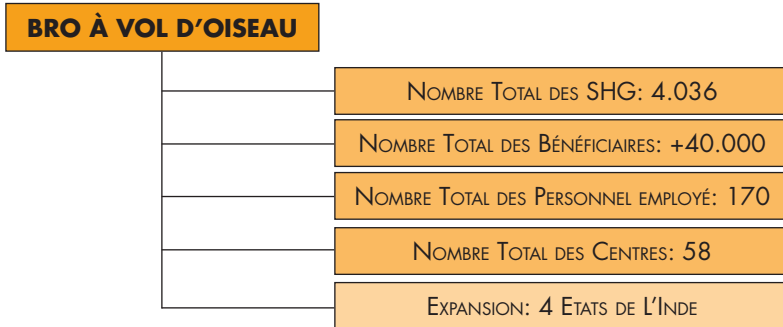 BRO À VOL D'OISEAU
Nombre Total des SHG: 4.036
Nombre Total des Bénéficiaires: +40.000
Nombre Total des Personnel employé: 170
Nombre Total des Centres: 58
Expansion: 4 Etats de L'Inde